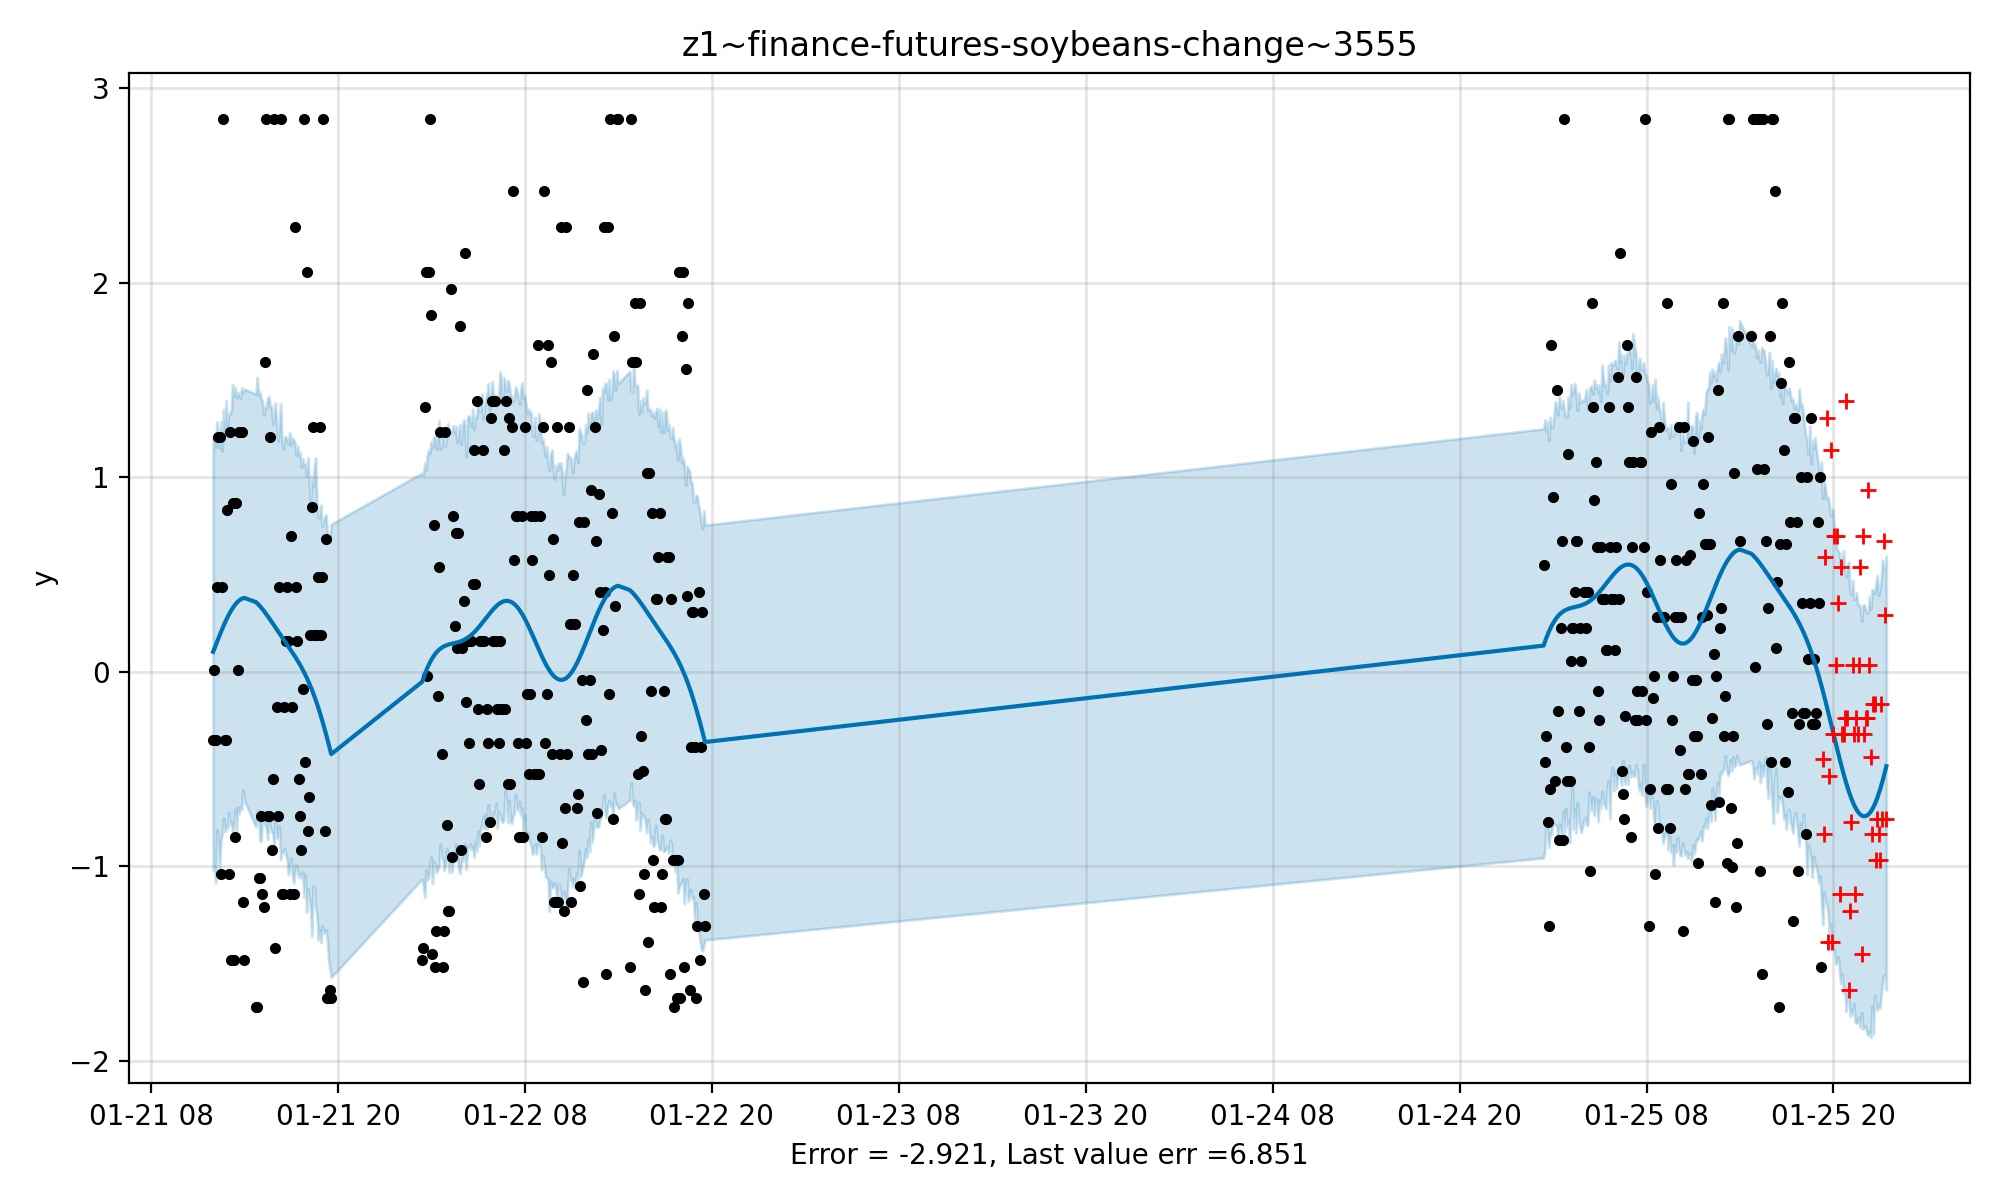 z1~finance-futures-soybeans-change~3555
3
2
1
0
−1
−2
y
01-21 08 01-21 20 01-22 08 01-22 20 01-23 08 01-23 20 01-24 08 01-24 20 01-25 08 01-25 20
Error = -2.921, Last value err =6.851